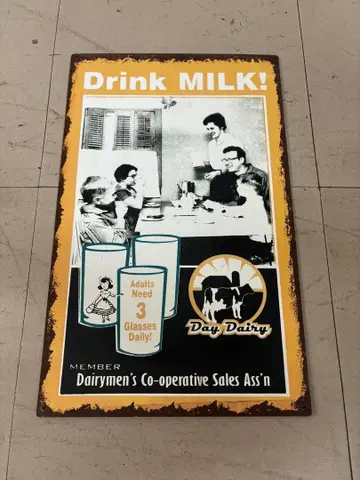 Drink MILK!
Adults
Need
3
Glasses
Daily!
Day Dairy
MEMBER
Dairymen's Co-operative Sales Ass'n